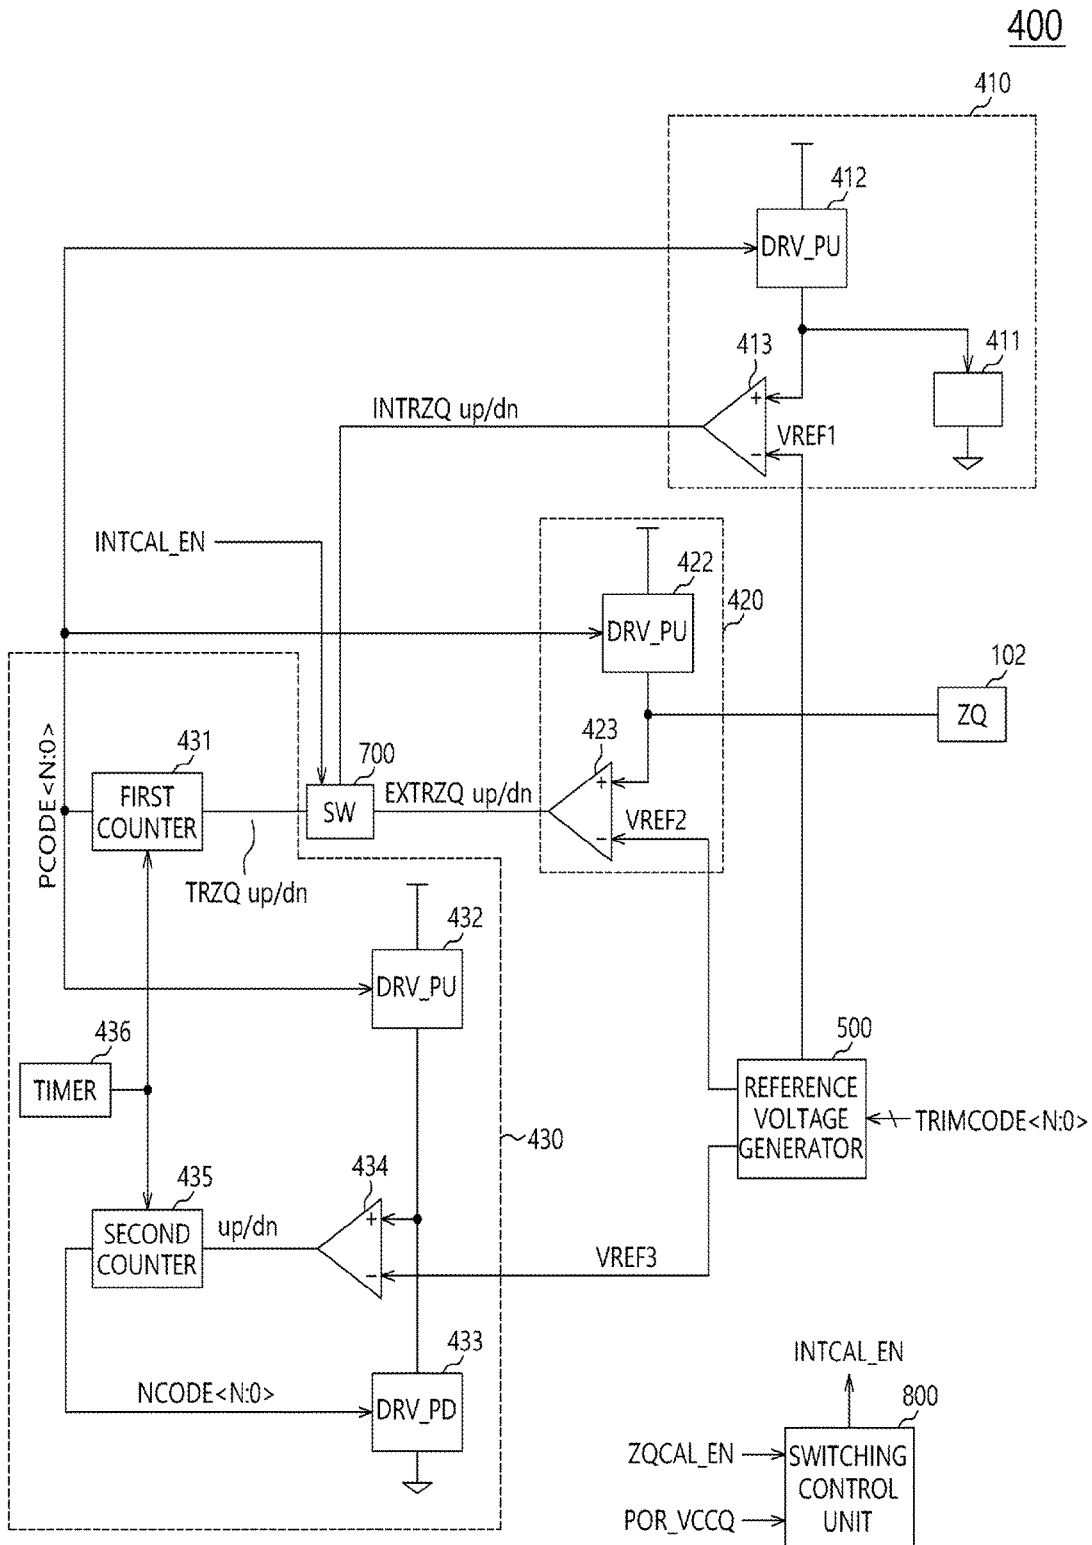 400
410
412
DRV_PU
413
411
INTRZQ up/dn
+
VREF1
−
INTCAL_EN
422
420
DRV_PU
102
ZQ
423
431
700
PCODE<N:0>
FIRST
COUNTER
SW
EXTRZQ up/dn
+
VREF2
−
TRZQ up/dn
432
DRV_PU
436
TIMER
500
REFERENCE
VOLTAGE
GENERATOR
TRIMCODE<N:0>
430
434
435
SECOND
COUNTER
up/dn
+
−
VREF3
433
NCODE<N:0>
DRV_PD
INTCAL_EN
800
ZQCAL_EN
POR_VCCQ
SWITCHING
CONTROL
UNIT